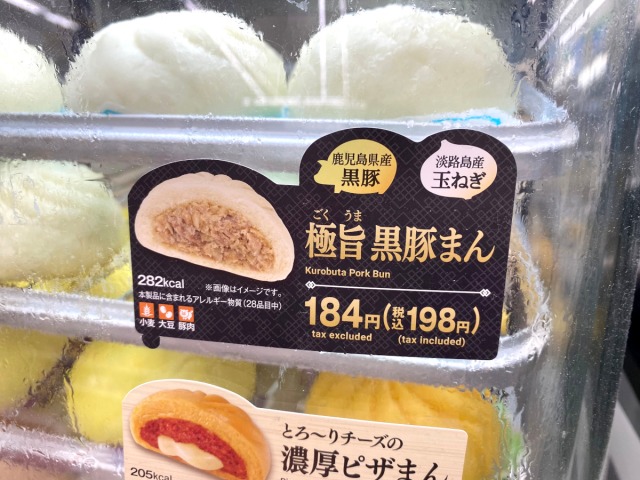 鹿児島県産
黒豚
淡路島産
玉ねぎ
ごく うま
極旨 黒豚まん
Kurobuta Pork Bun
282kcal
※画像はイメージです。
本製品に含まれるアレルギー物質(28品目中)
小麦 大豆 豚肉
184円(税込198円)
tax excluded (tax included)
とろ〜りチーズの
濃厚ピザまん
205kcal